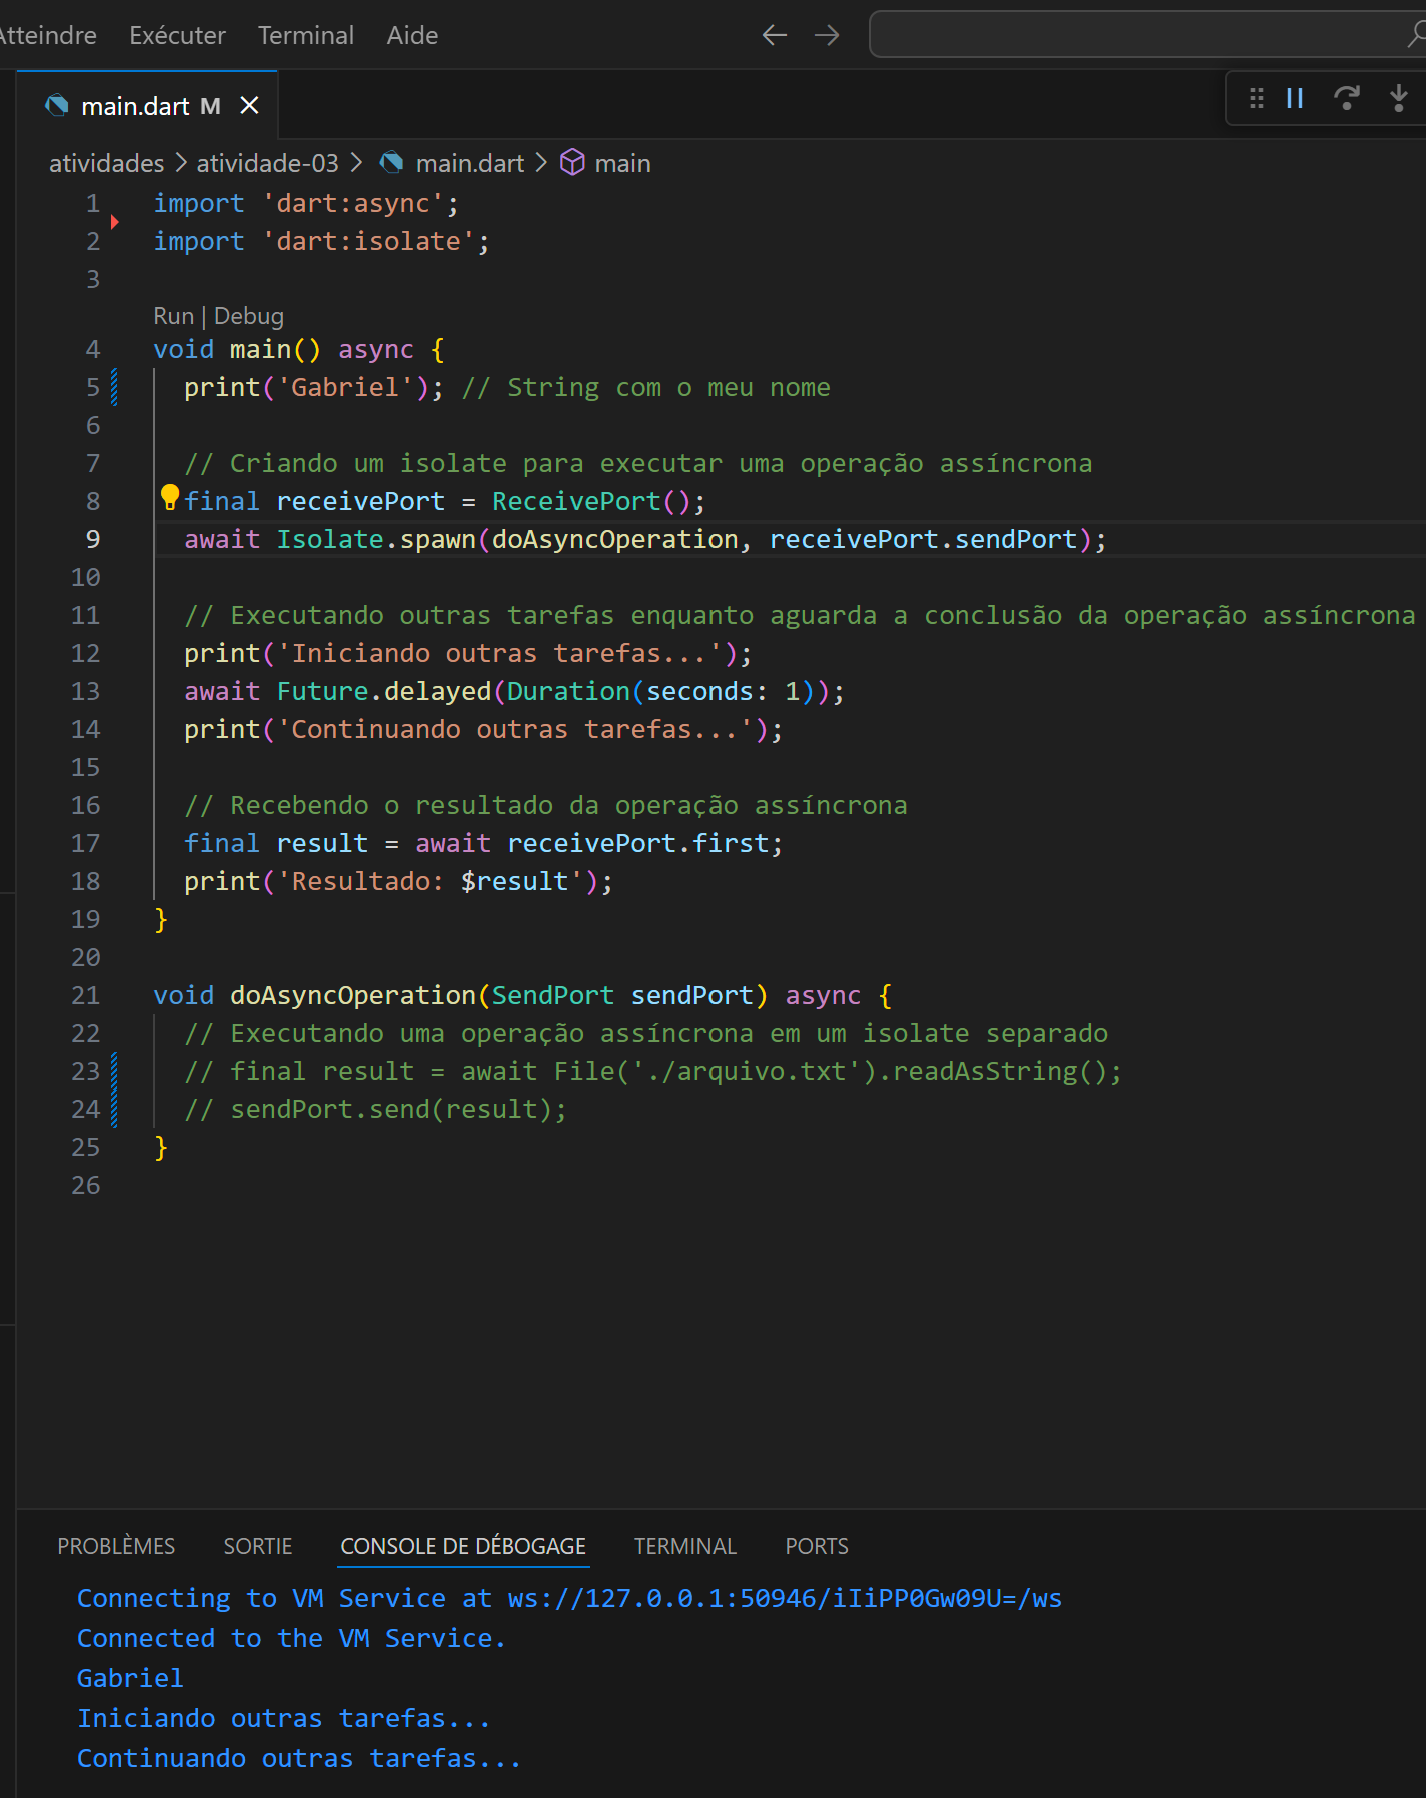 Atteindre Exécuter Terminal Aide
main.dart M
atividades > atividade-03 > main.dart > main
1 import 'dart:async';
2 import 'dart:isolate';
3
Run | Debug
4 void main() async {
5 print('Gabriel'); // String com o meu nome
6
7 // Criando um isolate para executar uma operação assíncrona
8 final receivePort = ReceivePort();
9 await Isolate.spawn(doAsyncOperation, receivePort.sendPort);
10
11 // Executando outras tarefas enquanto aguarda a conclusão da operação assíncrona
12 print('Iniciando outras tarefas...');
13 await Future.delayed(Duration(seconds: 1));
14 print('Continuando outras tarefas...');
15
16 // Recebendo o resultado da operação assíncrona
17 final result = await receivePort.first;
18 print('Resultado: $result');
19 }
20
21 void doAsyncOperation(SendPort sendPort) async {
22 // Executando uma operação assíncrona em um isolate separado
23 // final result = await File('./arquivo.txt').readAsString();
24 // sendPort.send(result);
25 }
26
PROBLÈMES SORTIE CONSOLE DE DÉBOGAGE TERMINAL PORTS
Connecting to VM Service at ws://127.0.0.1:50946/iIiPP0Gw09U=/ws
Connected to the VM Service.
Gabriel
Iniciando outras tarefas...
Continuando outras tarefas...